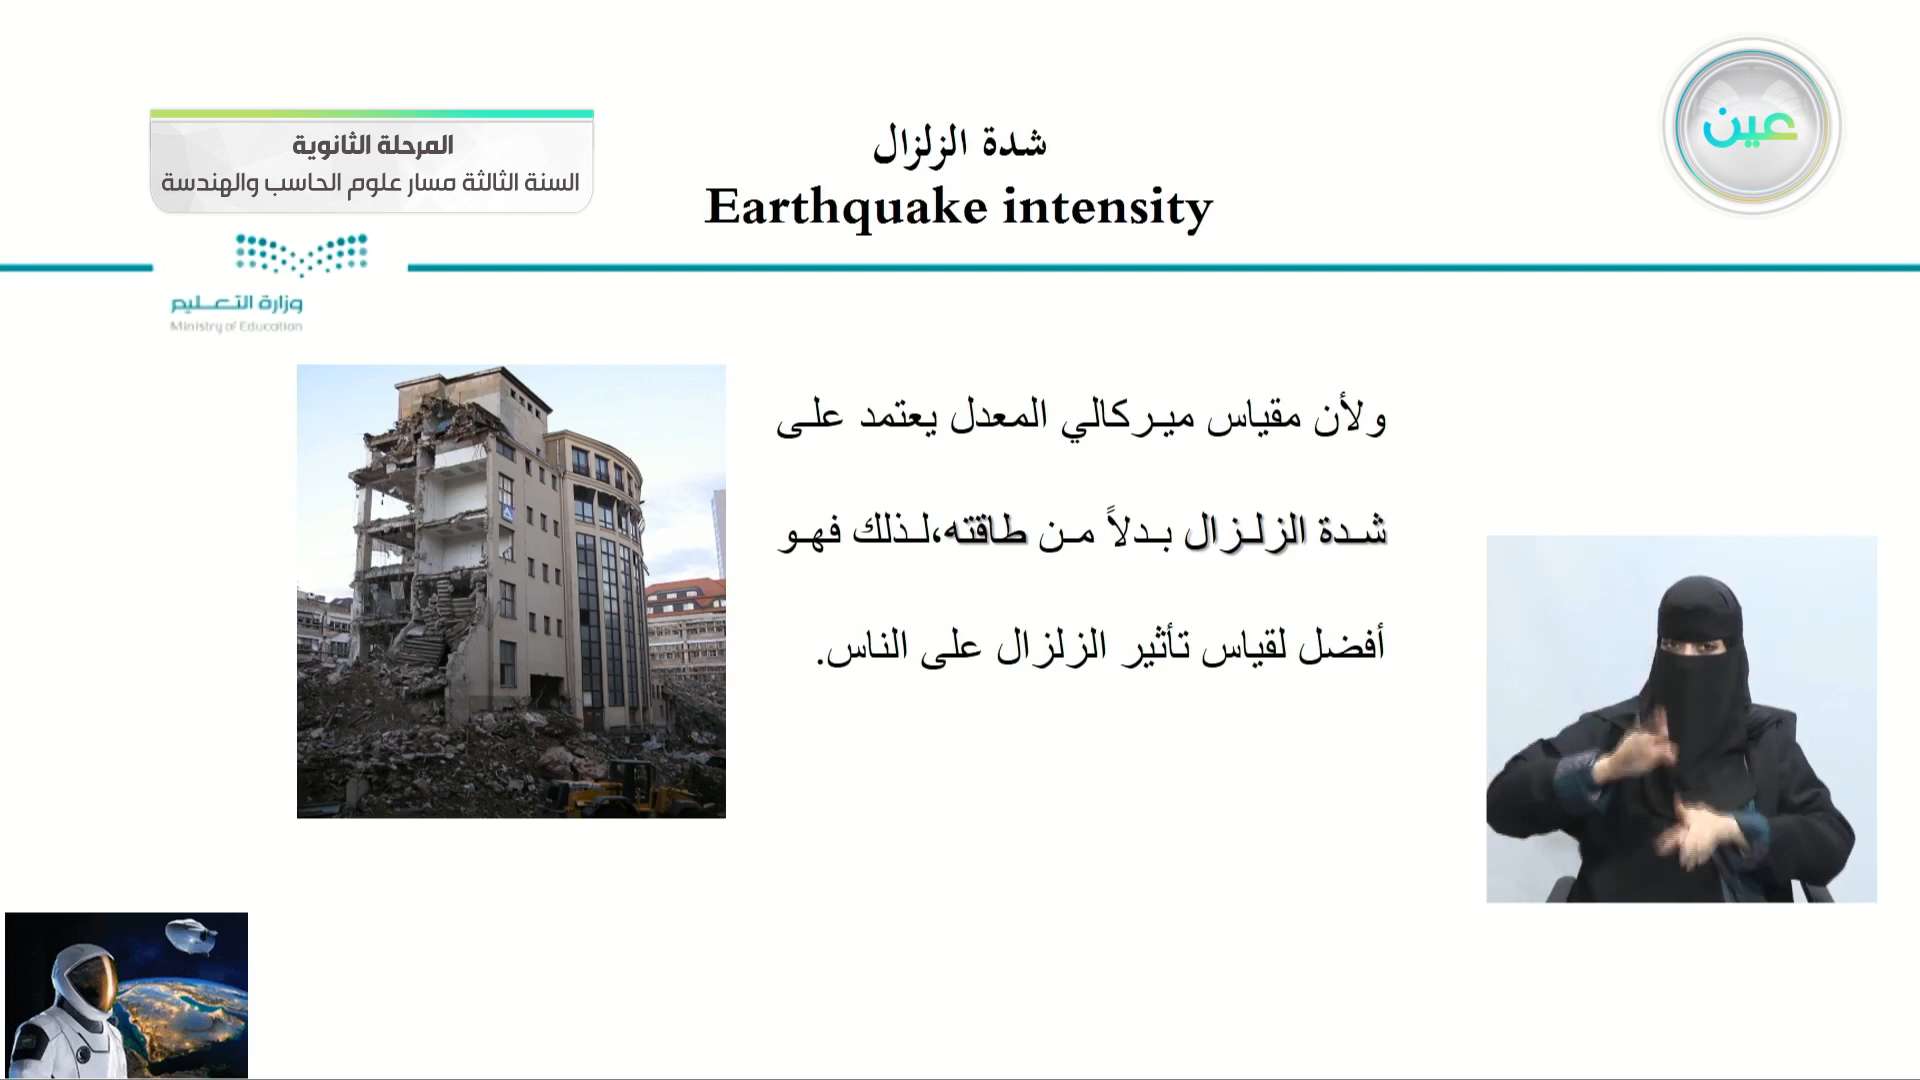 عين
المرحلة الثانوية
السنة الثالثة مسار علوم الحاسب والهندسة
شدة الزلزال
Earthquake intensity
وزارة التعليم
Ministry of Education
ولأن مقياس ميركالي المعدل يعتمد على
شدة الزلزال بدلاً من طاقته،لذلك فهو
أفضل لقياس تأثير الزلزال على الناس.